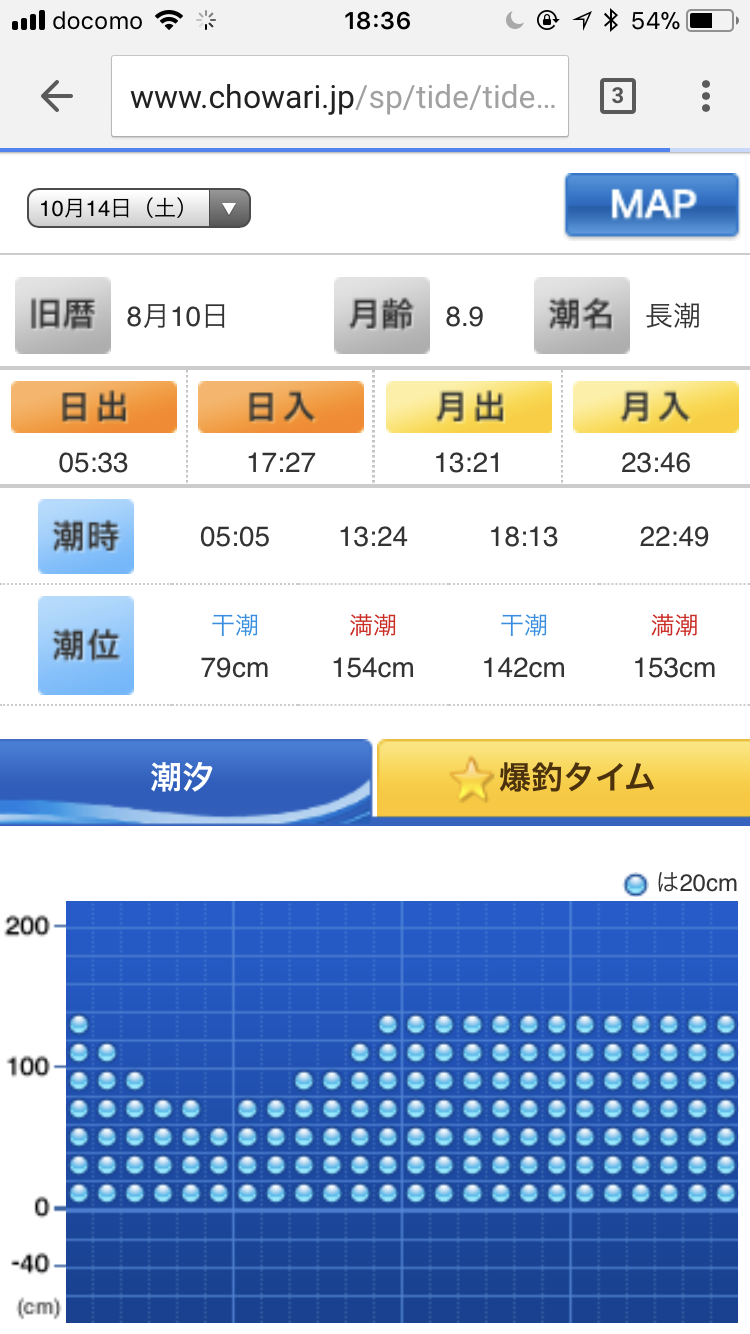 docomo 18:36 54%
www.chowari.jp/sp/tide/tide… 3
10月14日（土） MAP
旧暦 8月10日 月齢 8.9 潮名 長潮
日出 日入 月出 月入
05:33 17:27 13:21 23:46
潮時 05:05 13:24 18:13 22:49
潮位 干潮 満潮 干潮 満潮
79cm 154cm 142cm 153cm
潮汐 爆釣タイム
は20cm
200
100
0
-40
(cm)